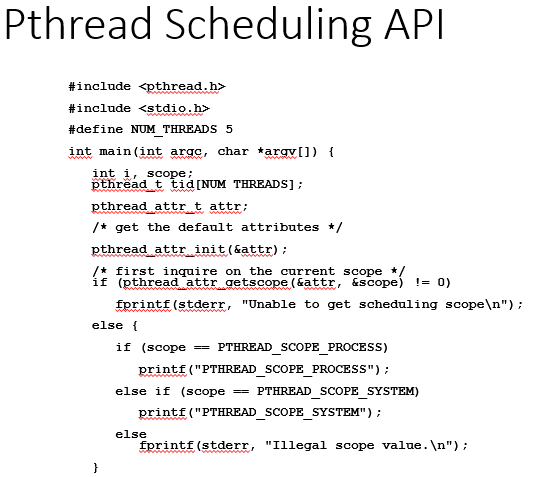 Pthread Scheduling API
#include <pthread.h>
#include <stdio.h>
#define NUM_THREADS 5
int main(int argc, char *argv[]) {
int i, scope;
pthread_t tid[NUM THREADS];
pthread_attr_t attr;
/* get the default attributes */
pthread_attr_init(&attr);
/* first inquire on the current scope */
if (pthread_attr_getscope(&attr, &scope) != 0)
fprintf(stderr, "Unable to get scheduling scope\n");
else {
if (scope == PTHREAD_SCOPE_PROCESS)
printf("PTHREAD_SCOPE_PROCESS");
else if (scope == PTHREAD_SCOPE_SYSTEM)
printf("PTHREAD_SCOPE_SYSTEM");
else
fprintf(stderr, "Illegal scope value.\n");
}